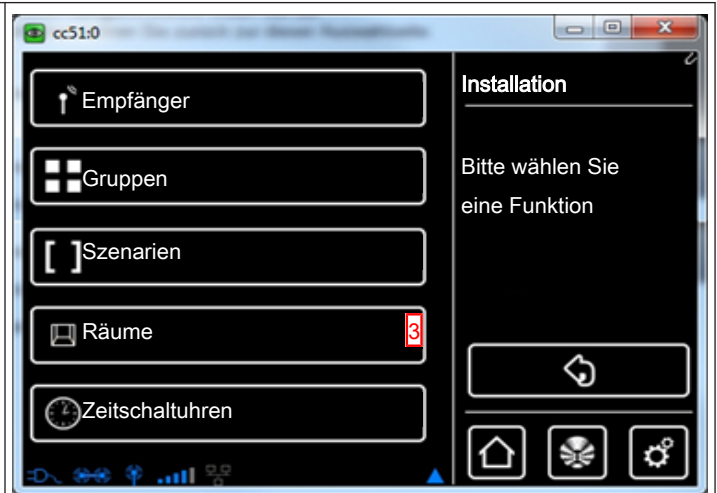 cc51:0
Empfänger
Gruppen
Szenarien
Räume
3
Zeitschaltuhren
Installation
Bitte wählen Sie
eine Funktion